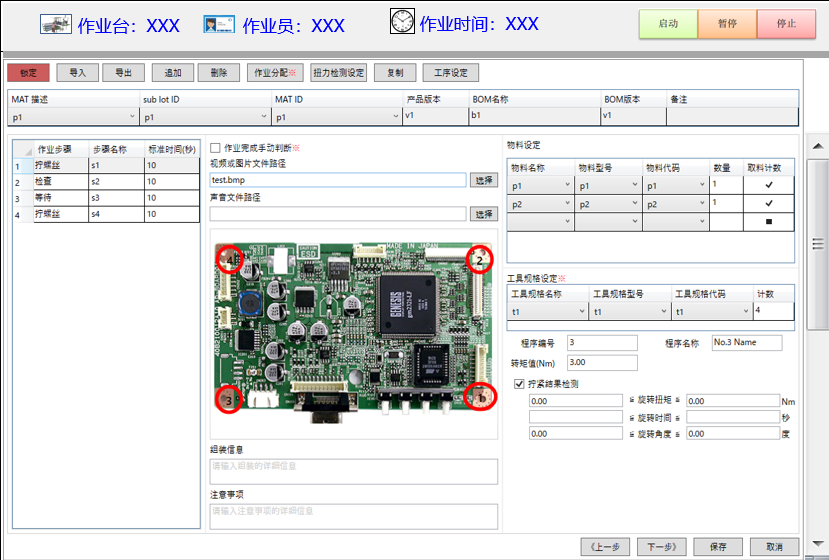 作业台：XXX 作业员：XXX 作业时间：XXX 启动 暂停 停止
锁定 导入 导出 追加 删除 作业分配※ 扭力检测设定 复制 工序设定
MAT 描述 sub lot ID MAT ID 产品版本 BOM名称 BOM版本 备注
p1 p1 p1 v1 b1 v1
作业步骤 步骤名称 标准时间(秒)
1 拧螺丝 s1 10
2 检查 s2 10
3 等待 s3 10
4 拧螺丝 s4 10
作业完成手动判断※
视频或图片文件路径
test.bmp 选择
声音文件路径
选择
MADE IN JAPAN
CAUTION
ESD
GENESIS
4
2
3
组装信息
请输入组装的详细信息
注意事项
请输入注意事项的详细信息
物料设定
物料名称 物料型号 物料代码 数量 取料计数
p1 p1 p1 1
p2 p2 p2 1
工具规格设定※
工具规格名称 工具规格型号 工具规格代码 计数
t1 t1 t1 4
程序编号 3 程序名称 No.3 Name
转矩值(Nm) 3.00
拧紧结果检测
0.00 ≦ 旋转扭矩 ≦ 0.00 Nm
≦ 旋转时间 ≦ 秒
0.00 ≦ 旋转角度 ≦ 0.00 度
《上一步 下一步》 保存 取消